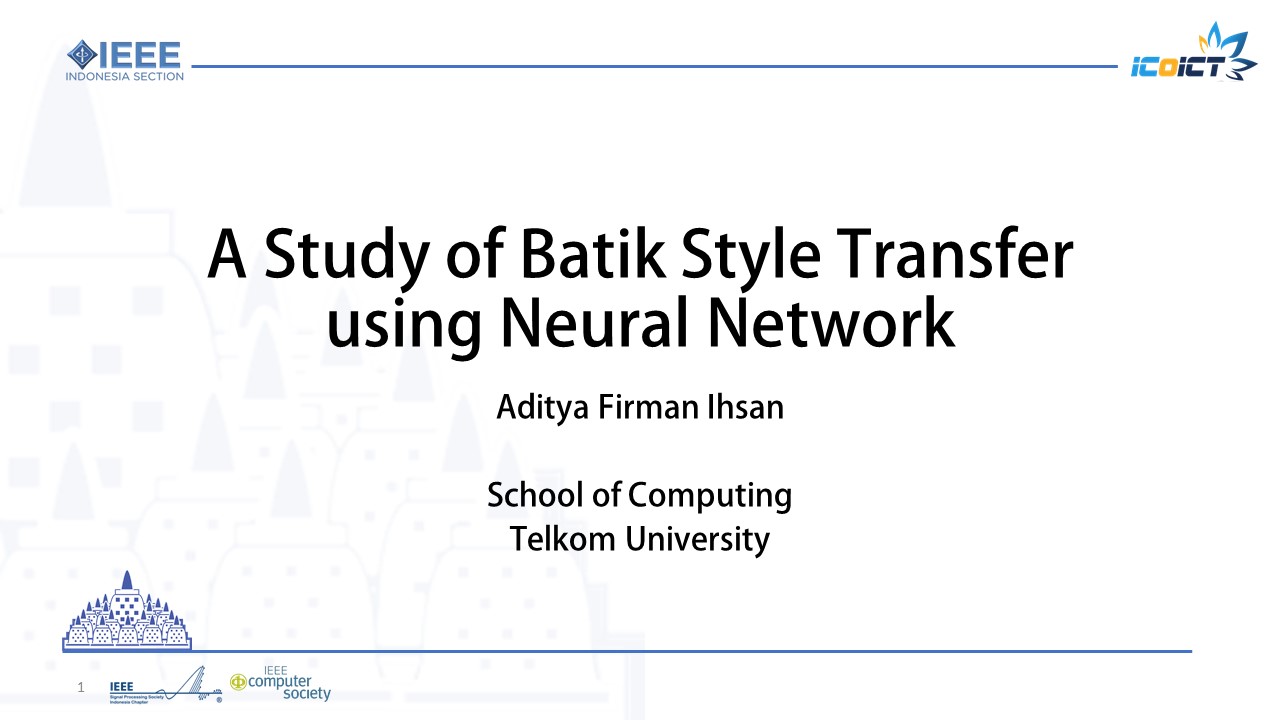 IEEE
INDONESIA SECTION
ICOICT
A Study of Batik Style Transfer
using Neural Network
Aditya Firman Ihsan
School of Computing
Telkom University
1
IEEE
Signal Processing Society
Indonesia Chapter
IEEE
computer
society